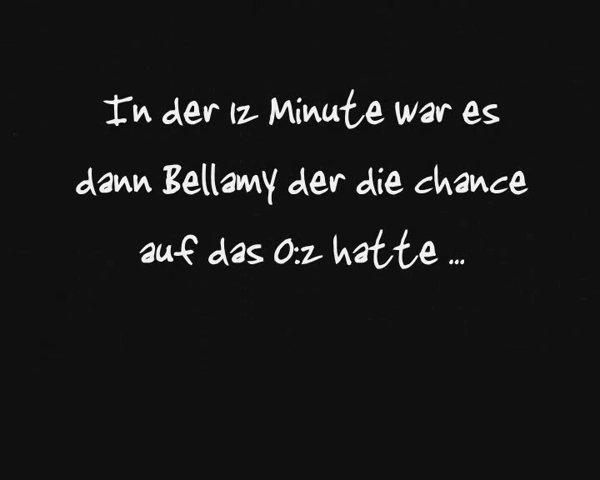 In der 12 Minute war es
dann Bellamy der die chance
auf das 0:2 hatte ...